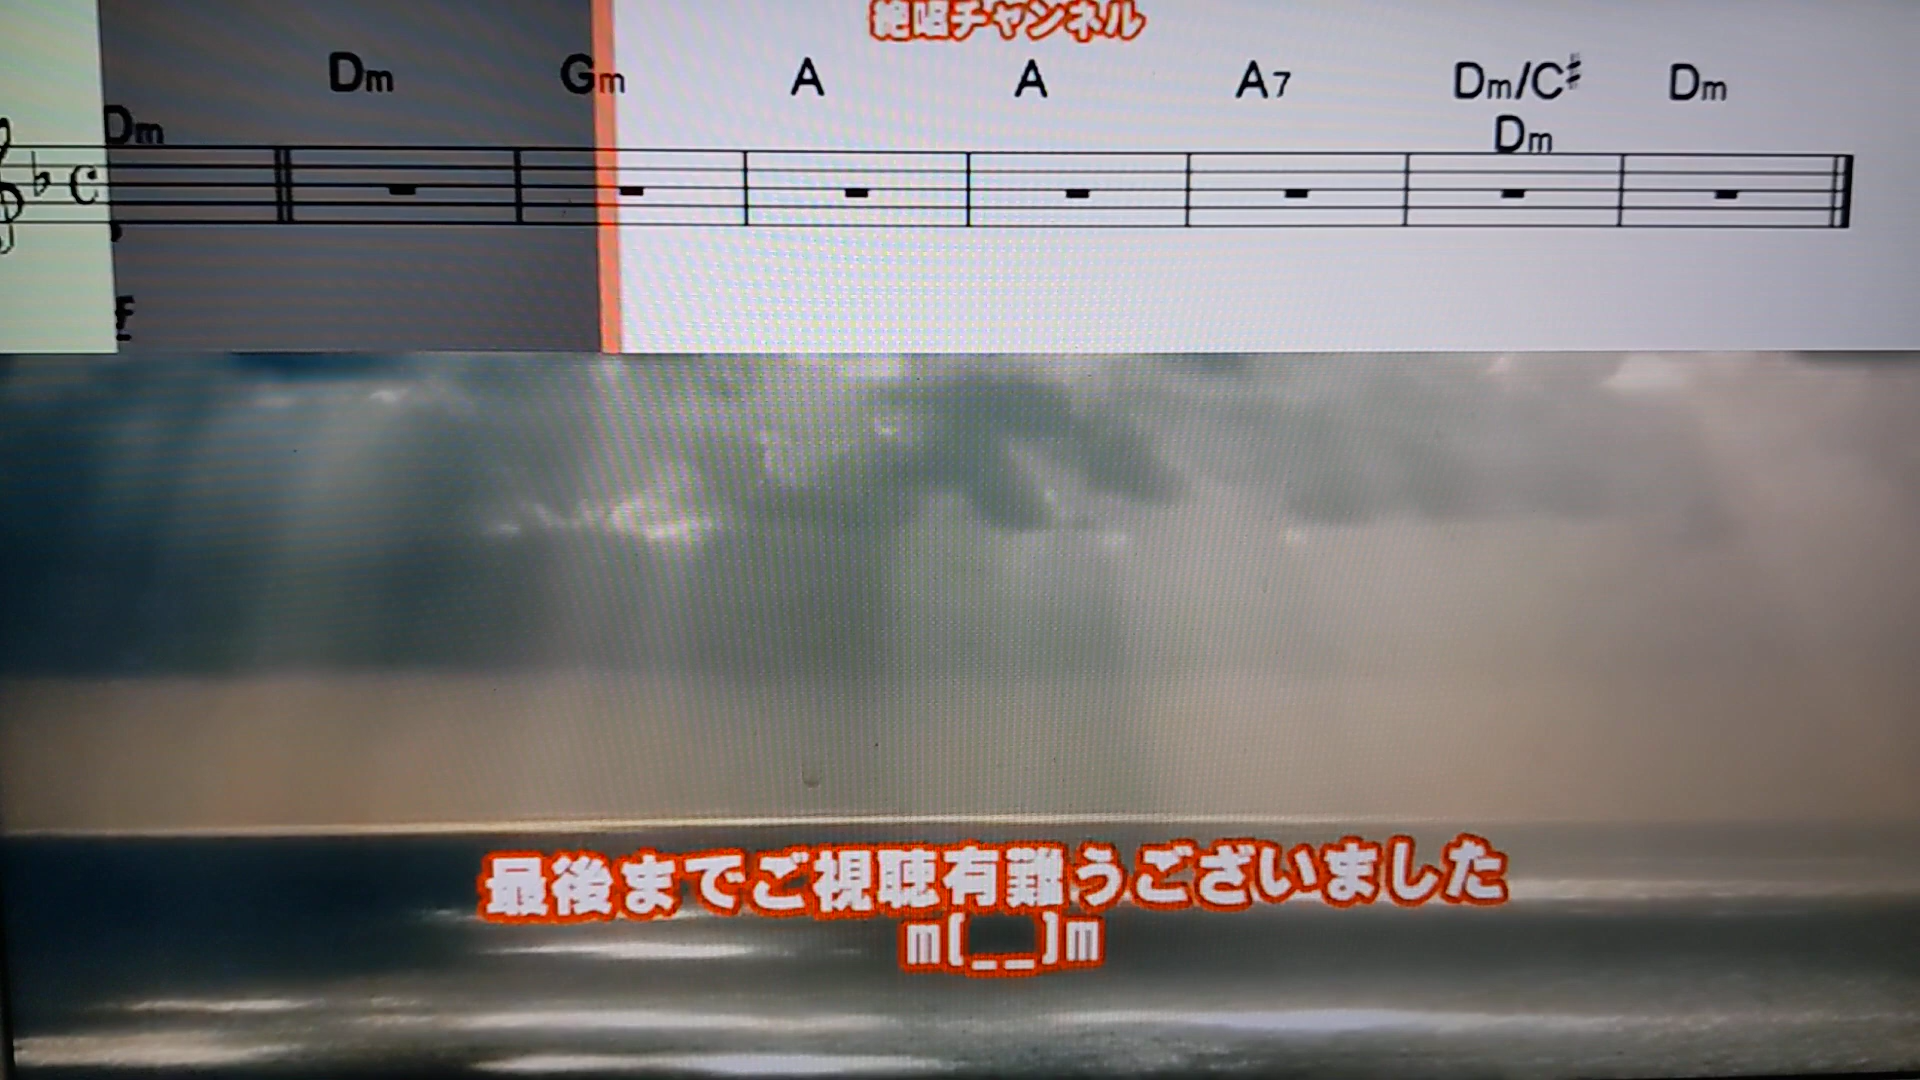 絶唱チャンネル
Dm Gm A A A7 Dm/C♯ Dm
Dm Dm
最後までご視聴有難うございました
m(__)m